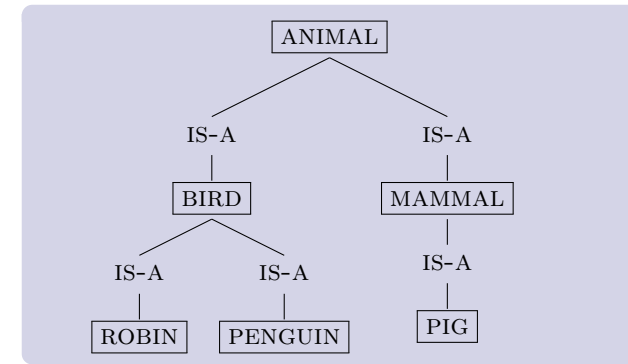 ANIMAL
IS-A IS-A
BIRD MAMMAL
IS-A IS-A IS-A
ROBIN PENGUIN PIG